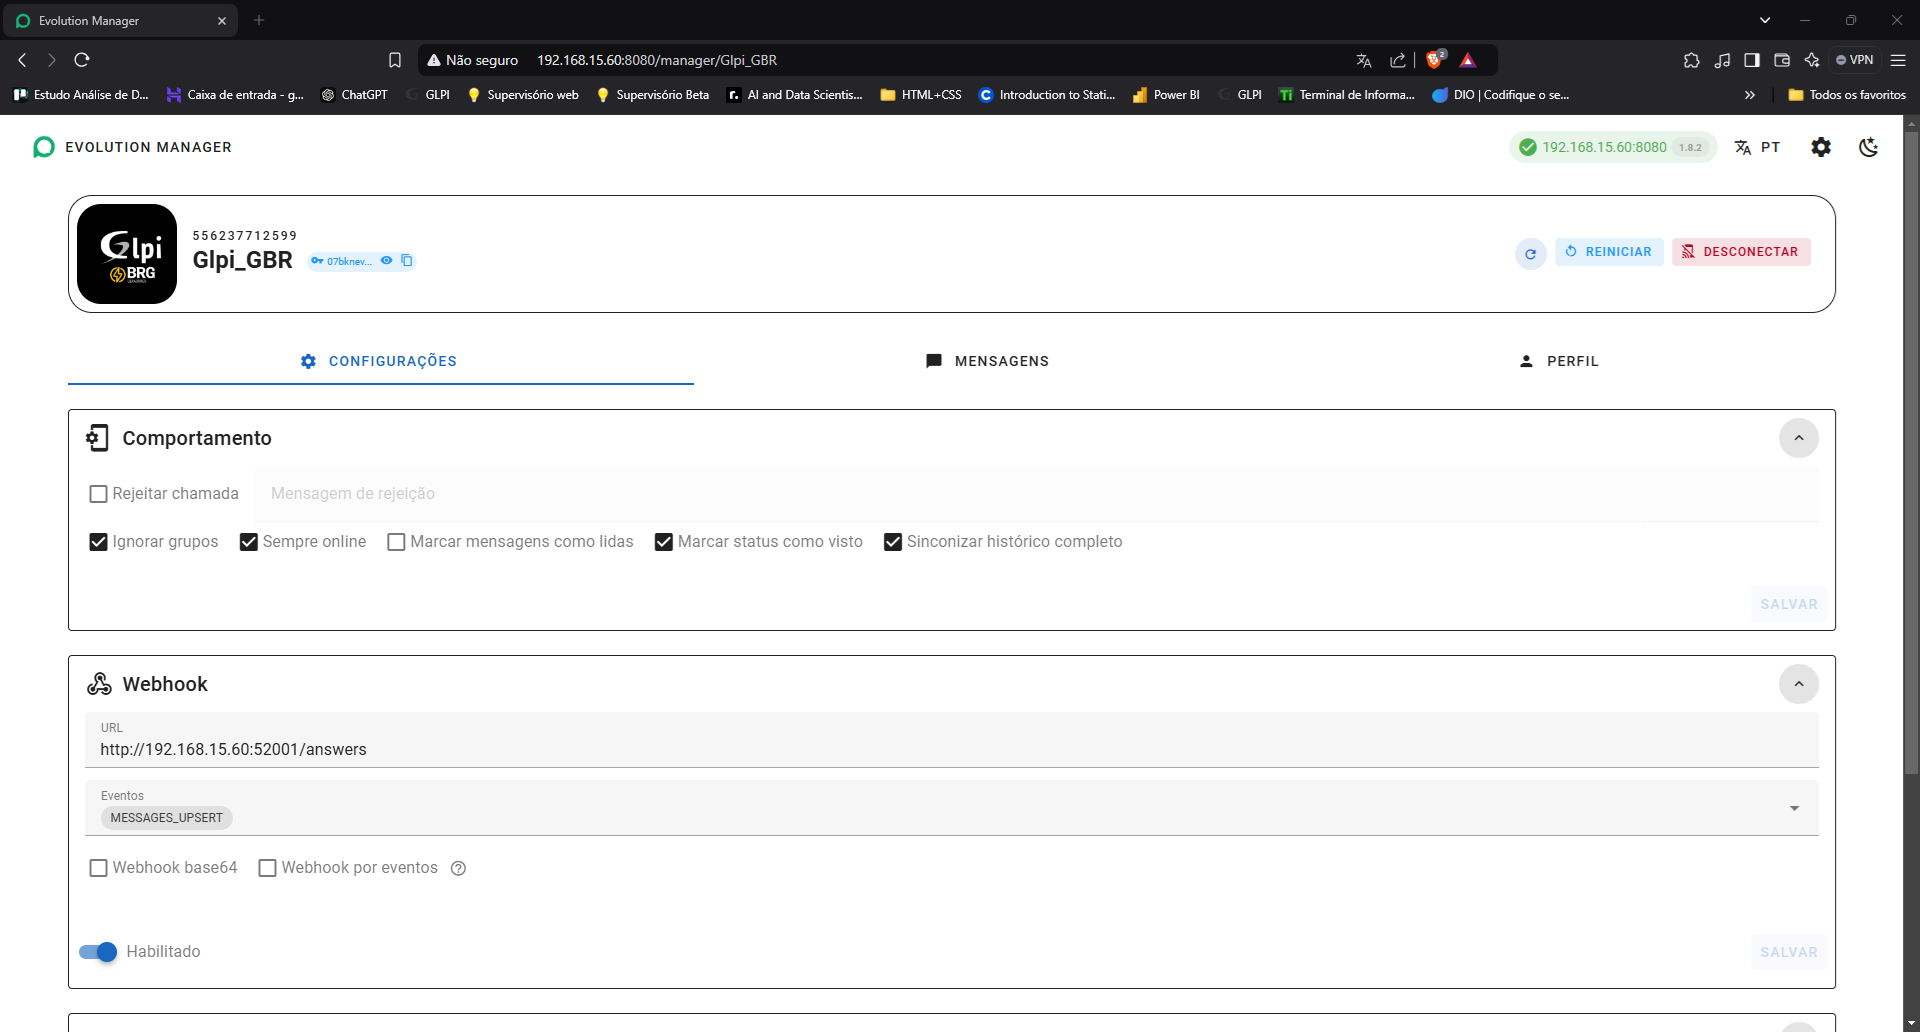 Evolution Manager
Não seguro 192.168.15.60:8080/manager/Glpi_GBR
2
VPN
Estudo Análise de D...
Caixa de entrada - g...
ChatGPT
GLPI
Supervisório web
Supervisório Beta
AI and Data Scientis...
HTML+CSS
Introduction to Stati...
Power BI
GLPI
Terminal de Informa...
DIO | Codifique o se...
Todos os favoritos
EVOLUTION MANAGER
192.168.15.60:8080 1.8.2
PT
Glpi
BRG
556237712599
Glpi_GBR 07bknev...
REINICIAR
DESCONECTAR
CONFIGURAÇÕES
MENSAGENS
PERFIL
Comportamento
Rejeitar chamada Mensagem de rejeição
Ignorar grupos Sempre online Marcar mensagens como lidas Marcar status como visto Sinconizar histórico completo
SALVAR
Webhook
URL
http://192.168.15.60:52001/answers
Eventos
MESSAGES_UPSERT
Webhook base64 Webhook por eventos
Habilitado
SALVAR